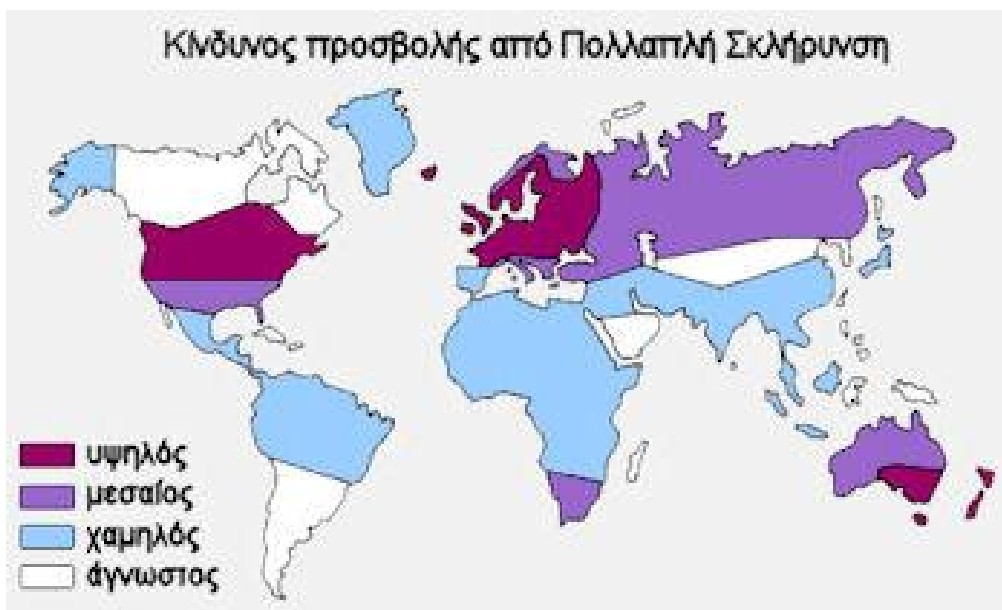 Κίνδυνος προσβολής από Πολλαπλή Σκλήρυνση
υψηλός
μεσαίος
χαμηλός
άγνωστος